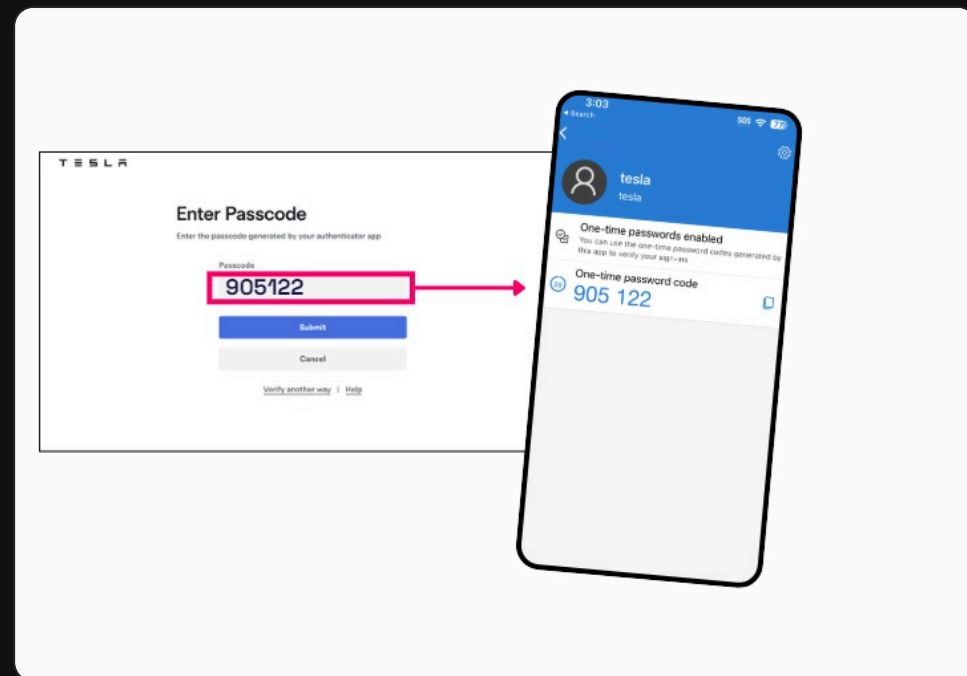 TESLA
Enter Passcode
Enter the passcode generated by your authenticator app
Passcode
905122
Submit
Cancel
Verify another way | Help
3:03
Search
SOS 77
tesla
tesla
One-time passwords enabled
You can use the one-time password codes generated by
this app to verify your sign-ins
One-time password code
905 122